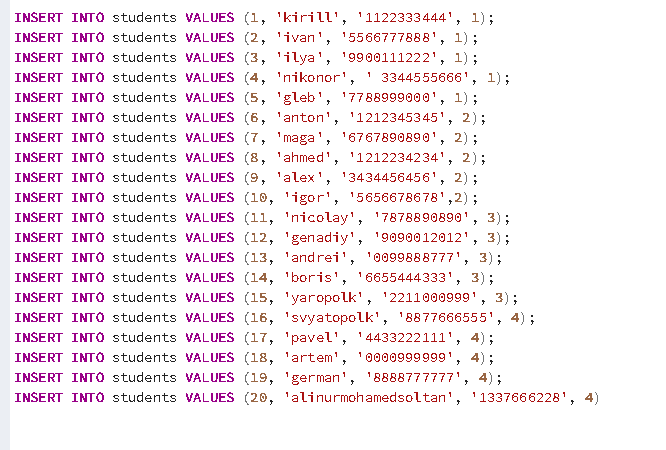 INSERT INTO students VALUES (1, 'kirill', '1122333444', 1);
INSERT INTO students VALUES (2, 'ivan', '5566777888', 1);
INSERT INTO students VALUES (3, 'ilya', '9900111222', 1);
INSERT INTO students VALUES (4, 'nikonor', ' 3344555666', 1);
INSERT INTO students VALUES (5, 'gleb', '7788999000', 1);
INSERT INTO students VALUES (6, 'anton', '1212345345', 2);
INSERT INTO students VALUES (7, 'maga', '6767890890', 2);
INSERT INTO students VALUES (8, 'ahmed', '1212234234', 2);
INSERT INTO students VALUES (9, 'alex', '3434456456', 2);
INSERT INTO students VALUES (10, 'igor', '5656678678',2);
INSERT INTO students VALUES (11, 'nicolay', '7878890890', 3);
INSERT INTO students VALUES (12, 'genadiy', '9090012012', 3);
INSERT INTO students VALUES (13, 'andrei', '0099888777', 3);
INSERT INTO students VALUES (14, 'boris', '6655444333', 3);
INSERT INTO students VALUES (15, 'yaropolk', '2211000999', 3);
INSERT INTO students VALUES (16, 'svyatopolk', '8877666555', 4);
INSERT INTO students VALUES (17, 'pavel', '4433222111', 4);
INSERT INTO students VALUES (18, 'artem', '0000999999', 4);
INSERT INTO students VALUES (19, 'german', '8888777777', 4);
INSERT INTO students VALUES (20, 'alinurmohamedsoltan', '1337666228', 4)